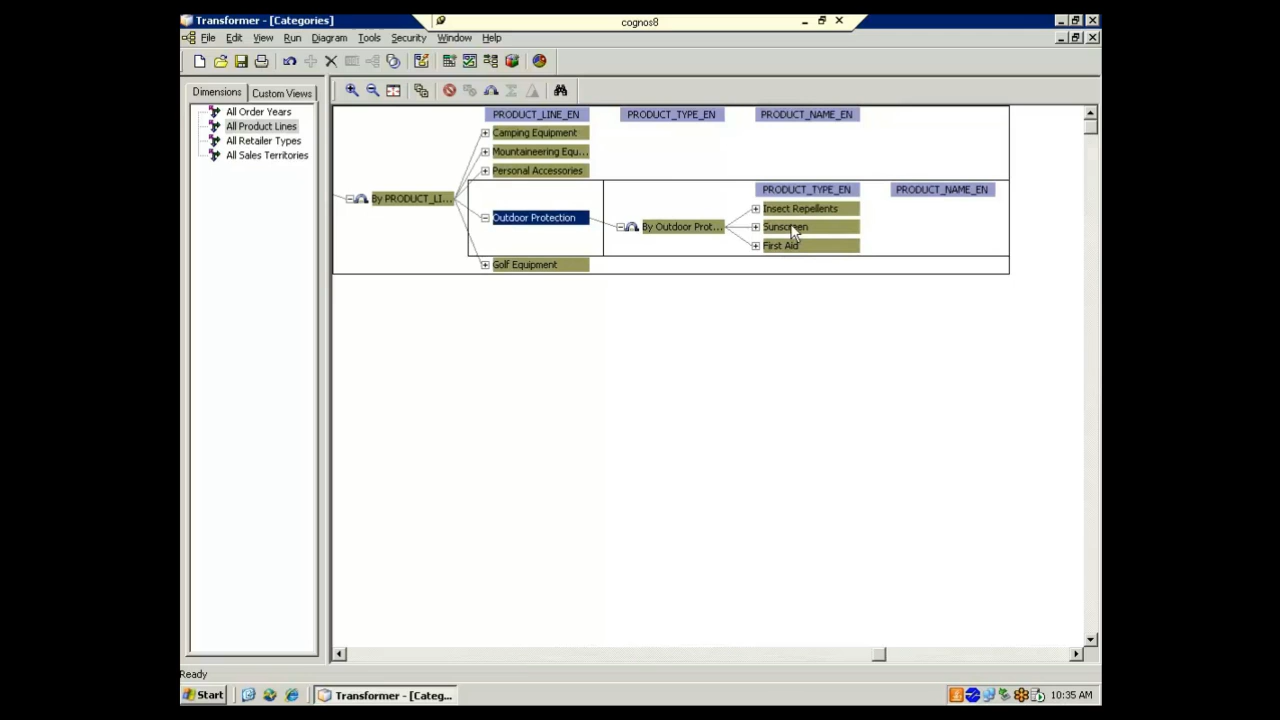 Transformer - [Categories]
cognos8
File Edit View Run Diagram Tools Security Window Help
Dimensions Custom Views
All Order Years
All Product Lines
All Retailer Types
All Sales Territories
PRODUCT_LINE_EN PRODUCT_TYPE_EN PRODUCT_NAME_EN
Camping Equipment
Mountaineering Equ...
Personal Accessories
By PRODUCT_LI...
PRODUCT_TYPE_EN PRODUCT_NAME_EN
Insect Repellents
Outdoor Protection
By Outdoor Prot...
Sunscreen
First Aid
Golf Equipment
Ready
Start
Transformer - [Categ...
10:35 AM